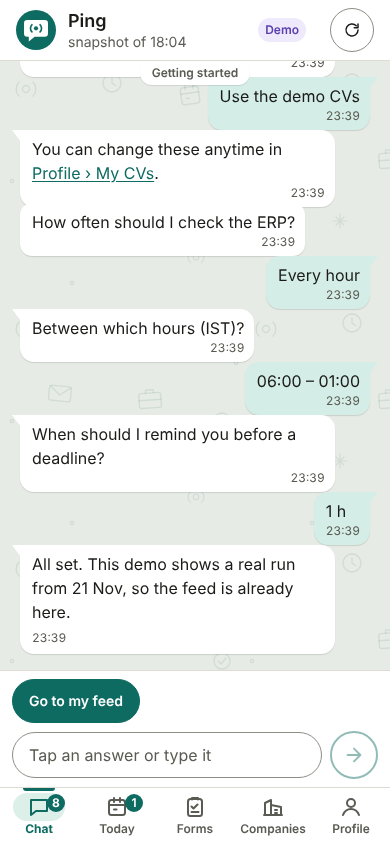 Ping
snapshot of 18:04
Demo
23:39
Getting started
Use the demo CVs
23:39
You can change these anytime in
Profile › My CVs.
23:39
How often should I check the ERP?
23:39
Every hour
23:39
Between which hours (IST)?
23:39
06:00 – 01:00
23:39
When should I remind you before a
deadline?
23:39
1 h
23:39
All set. This demo shows a real run
from 21 Nov, so the feed is already
here.
23:39
Go to my feed
Tap an answer or type it
8
1
Chat
Today
Forms
Companies
Profile